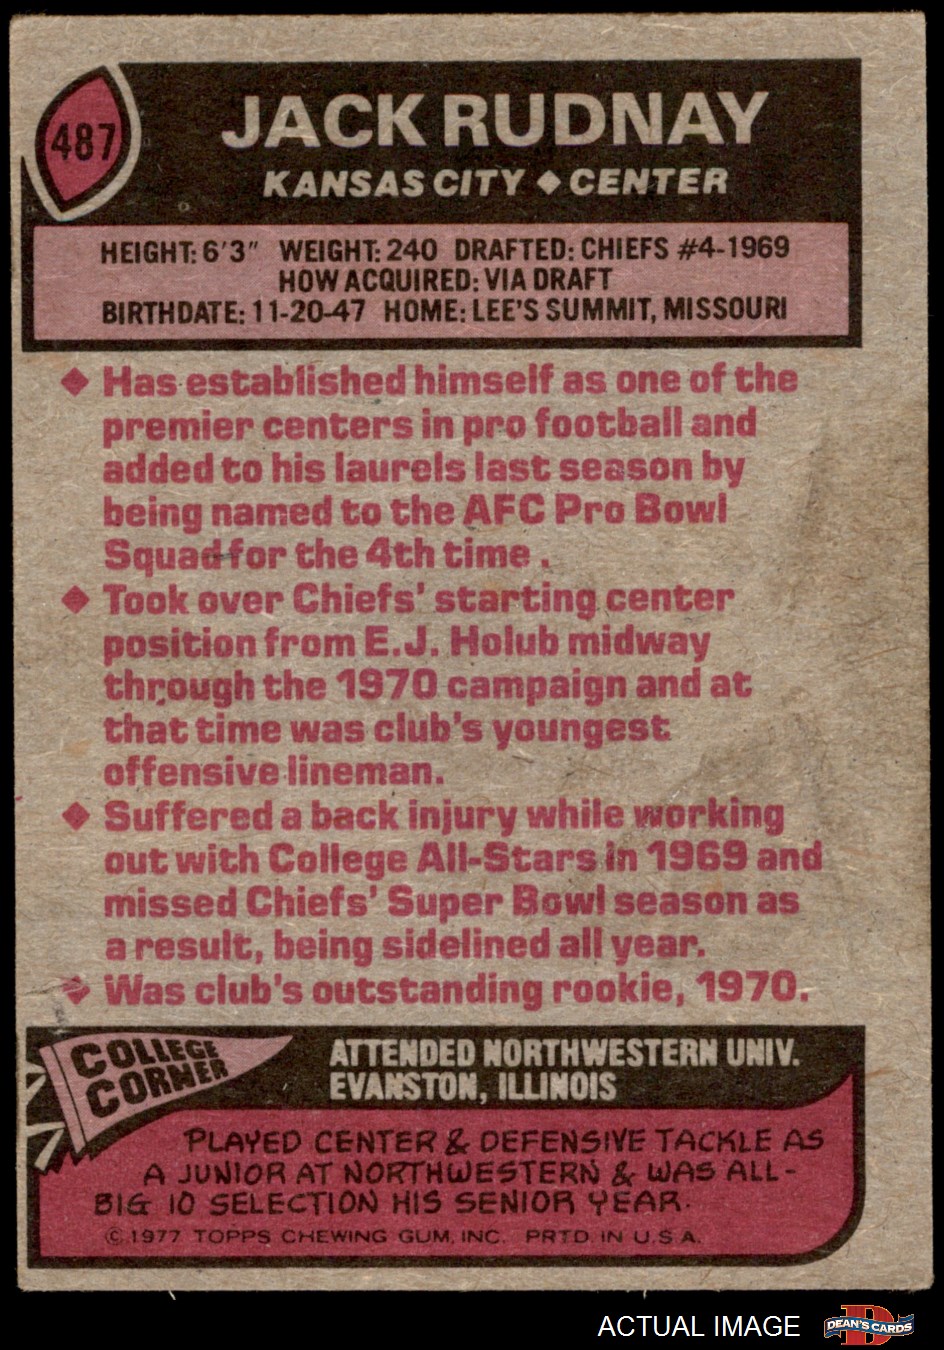 487
JACK RUDNAY
KANSAS CITY ◆ CENTER
HEIGHT: 6'3" WEIGHT: 240 DRAFTED: CHIEFS #4-1969
HOW ACQUIRED: VIA DRAFT
BIRTHDATE: 11-20-47 HOME: LEE'S SUMMIT, MISSOURI
◆ Has established himself as one of the
premier centers in pro football and
added to his laurels last season by
being named to the AFC Pro Bowl
Squad for the 4th time.
◆ Took over Chiefs' starting center
position from E.J. Holub midway
through the 1970 campaign and at
that time was club's youngest
offensive lineman.
◆ Suffered a back injury while working
out with College All-Stars in 1969 and
missed Chiefs' Super Bowl season as
a result, being sidelined all year.
◆ Was club's outstanding rookie, 1970.
COLLEGE
CORNER
ATTENDED NORTHWESTERN UNIV.
EVANSTON, ILLINOIS
PLAYED CENTER & DEFENSIVE TACKLE AS
A JUNIOR AT NORTHWESTERN & WAS ALL-
BIG 10 SELECTION HIS SENIOR YEAR.
© 1977 TOPPS CHEWING GUM, INC. PRTD. IN U.S.A.
ACTUAL IMAGE
DEAN'S CARDS